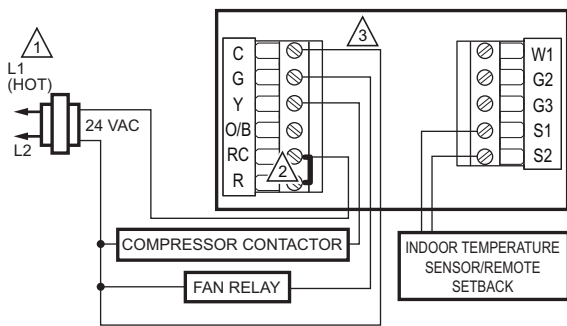 1
L1
(HOT)
L2
24 VAC
3
C
G
Y
O/B
RC
R
2
W1
G2
G3
S1
S2
COMPRESSOR CONTACTOR
FAN RELAY
INDOOR TEMPERATURE
SENSOR/REMOTE
SETBACK